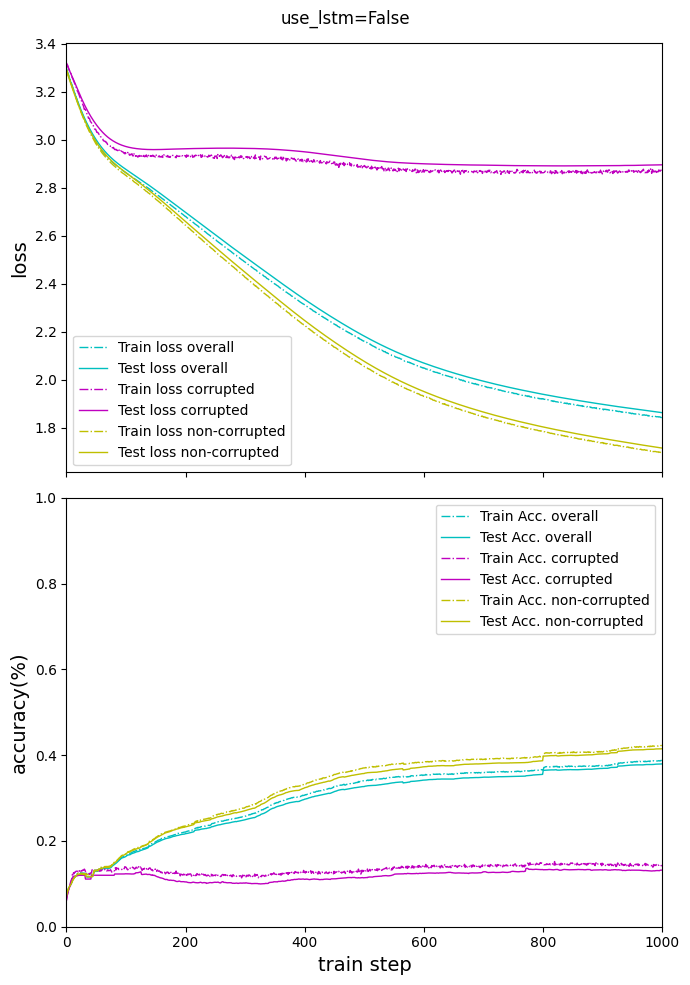 use_lstm=False
3.4
3.2
3.0
2.8
2.6
2.4
2.2
2.0
1.8
loss
Train loss overall
Test loss overall
Train loss corrupted
Test loss corrupted
Train loss non-corrupted
Test loss non-corrupted
1.0
0.8
0.6
0.4
0.2
0.0
accuracy(%)
Train Acc. overall
Test Acc. overall
Train Acc. corrupted
Test Acc. corrupted
Train Acc. non-corrupted
Test Acc. non-corrupted
0 200 400 600 800 1000
train step